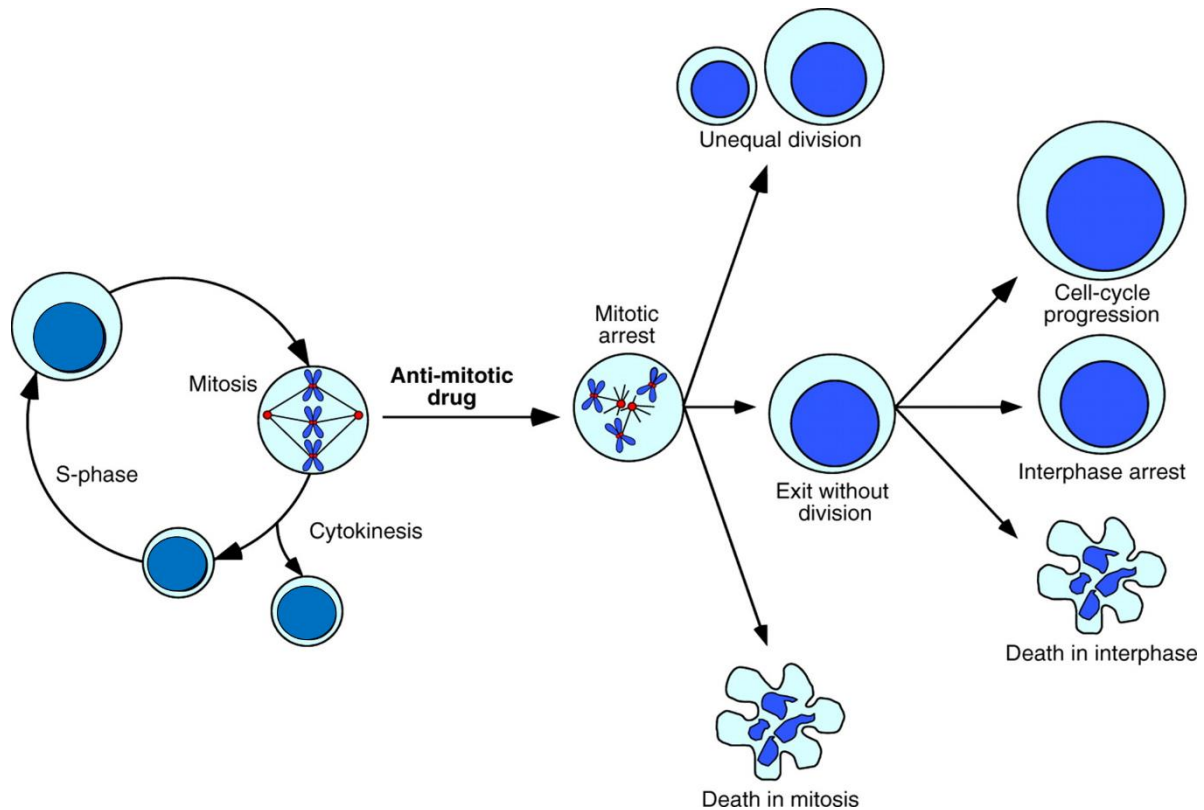 Unequal division
Cell-cycle
progression
Mitotic
arrest
Mitosis
Anti-mitotic
drug
S-phase
Interphase arrest
Exit without
division
Cytokinesis
Death in interphase
Death in mitosis